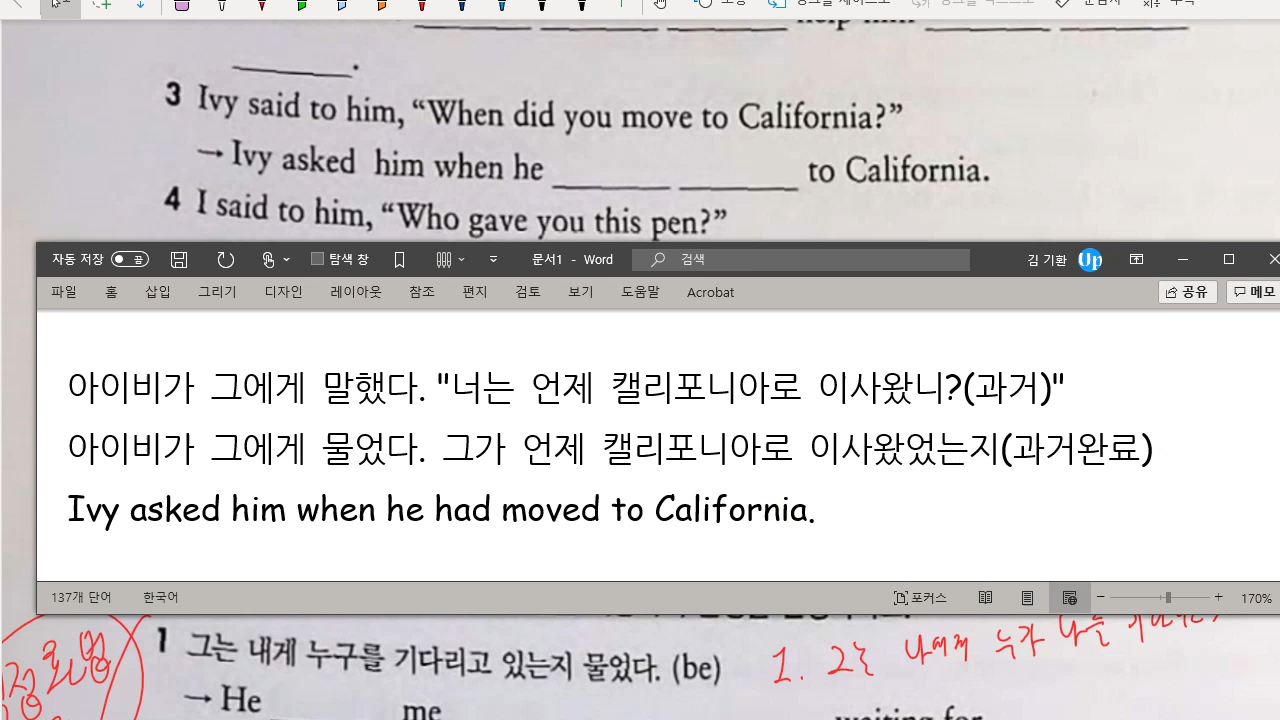 help him
.
3 Ivy said to him, “When did you move to California?”
→ Ivy asked him when he ______ ______ to California.
4 I said to him, “Who gave you this pen?”
자동 저장 문서1 - Word 검색 김 기환 Up
탐색 창
파일 홈 삽입 그리기 디자인 레이아웃 참조 편지 검토 보기 도움말 Acrobat 공유 메모
아이비가 그에게 말했다. "너는 언제 캘리포니아로 이사왔니?(과거)"
아이비가 그에게 물었다. 그가 언제 캘리포니아로 이사왔었는지(과거완료)
Ivy asked him when he had moved to California.
137개 단어 한국어 포커스 170%
1 그는 내게 누구를 기다리고 있는지 물었다. (be)
1. 그는 나에게 누가 나를
→ He me waiting for